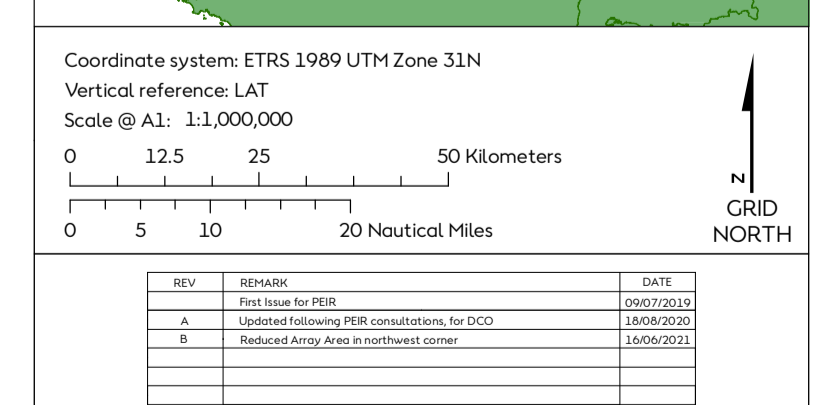 Coordinate system: ETRS 1989 UTM Zone 31N
Vertical reference: LAT
Scale @ A1: 1:1,000,000
0 12.5 25 50 Kilometers
0 5 10 20 Nautical Miles
N
GRID
NORTH
REV REMARK DATE
First Issue for PEIR 09/07/2019
A Updated following PEIR consultations, for DCO 18/08/2020
B Reduced Array Area in northwest corner 16/06/2021